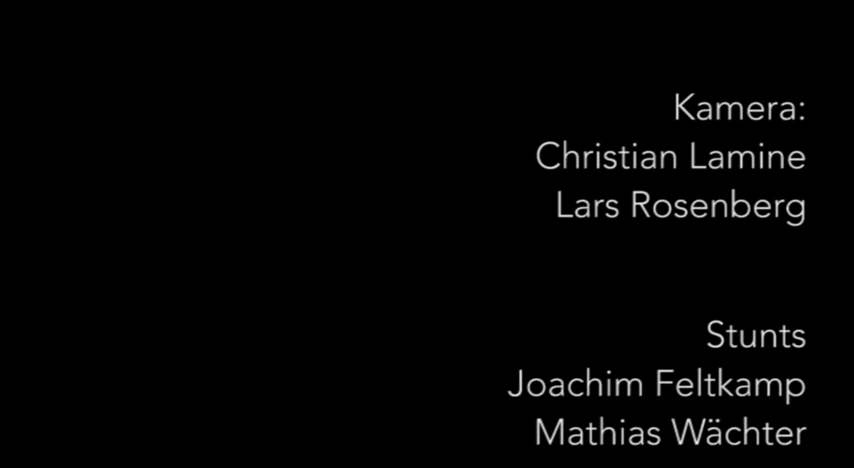 Kamera:
Christian Lamine
Lars Rosenberg
Stunts
Joachim Feltkamp
Mathias Wächter